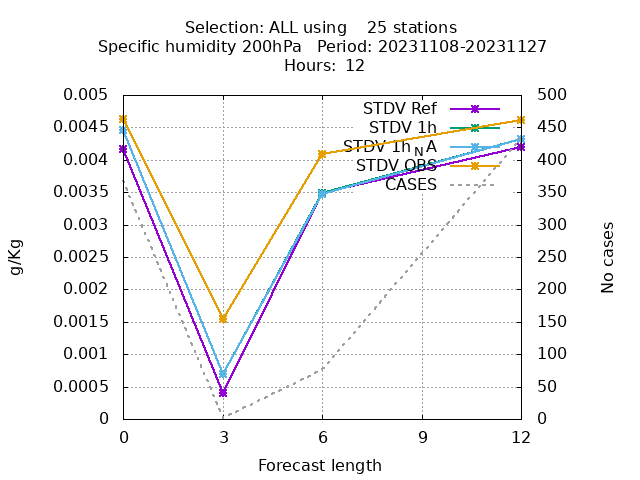 Selection: ALL using    25 stations
Specific humidity 200hPa   Period: 20231108-20231127
Hours: 12
0.005
0.0045
0.004
0.0035
0.003
0.0025
0.002
0.0015
0.001
0.0005
0
g/Kg
STDV Ref
STDV 1h
STDV 1h_N A
STDV OBS
CASES
500
450
400
350
300
250
200
150
100
50
0
No cases
0 3 6 9 12
Forecast length